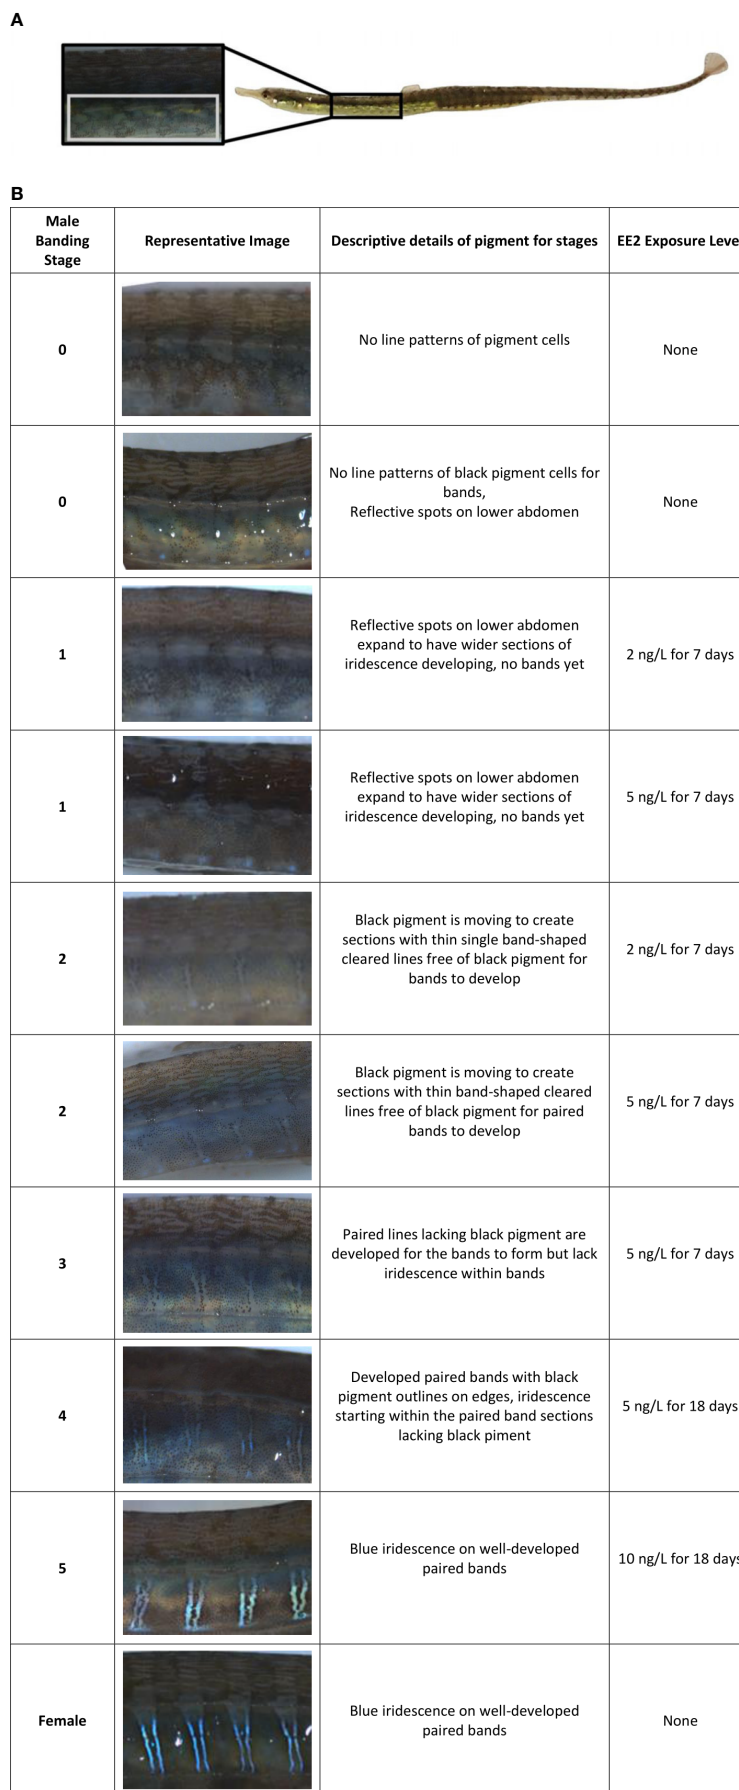 A
B
Male
Banding
Stage
Representative Image
Descriptive details of pigment for stages
EE2 Exposure Leve
0
No line patterns of pigment cells
None
0
No line patterns of black pigment cells for
bands,
Reflective spots on lower abdomen
None
1
Reflective spots on lower abdomen
expand to have wider sections of
iridescence developing, no bands yet
2 ng/L for 7 days
1
Reflective spots on lower abdomen
expand to have wider sections of
iridescence developing, no bands yet
5 ng/L for 7 days
2
Black pigment is moving to create
sections with thin single band-shaped
cleared lines free of black pigment for
bands to develop
2 ng/L for 7 days
2
Black pigment is moving to create
sections with thin band-shaped cleared
lines free of black pigment for paired
bands to develop
5 ng/L for 7 days
3
Paired lines lacking black pigment are
developed for the bands to form but lack
iridescence within bands
5 ng/L for 7 days
4
Developed paired bands with black
pigment outlines on edges, iridescence
starting within the paired band sections
lacking black piment
5 ng/L for 18 days
5
Blue iridescence on well-developed
paired bands
10 ng/L for 18 days
Female
Blue iridescence on well-developed
paired bands
None